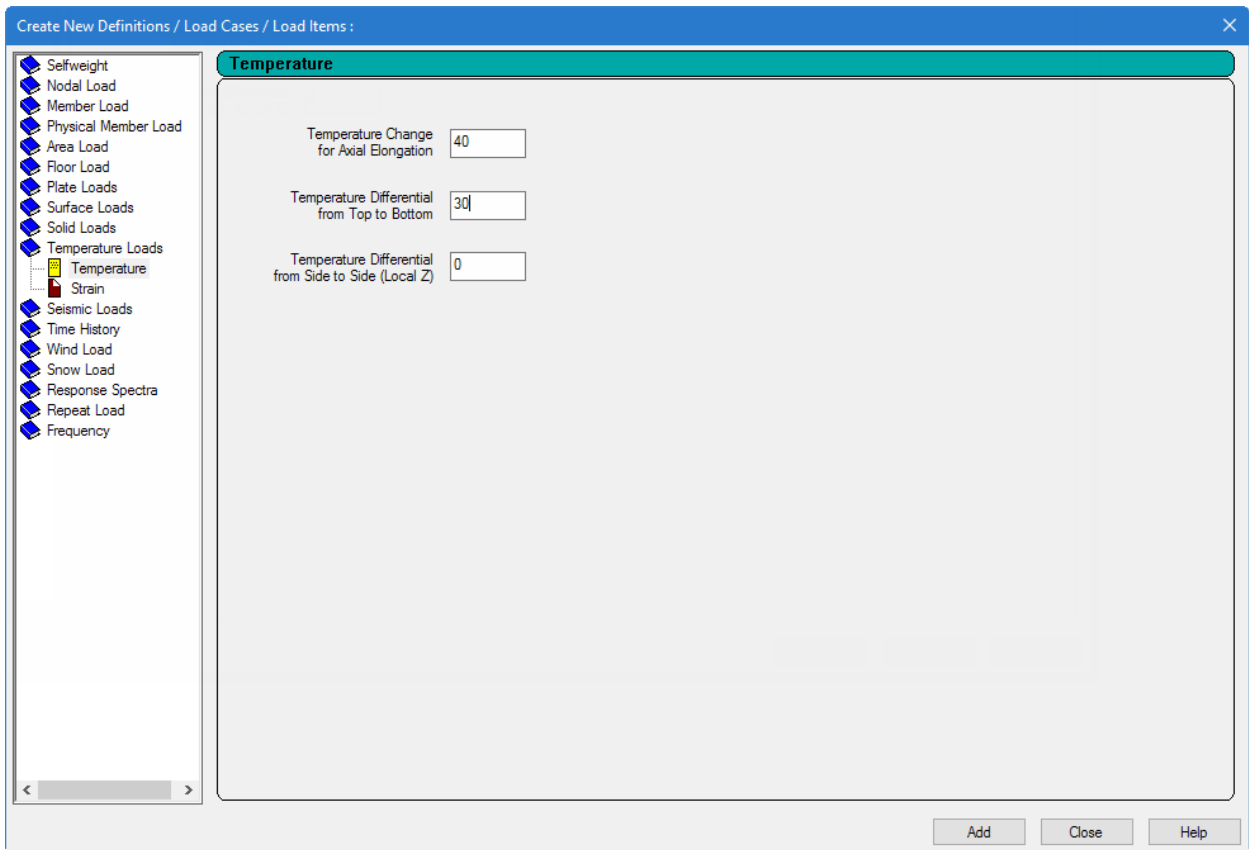 Create New Definitions / Load Cases / Load Items :
Selfweight
Nodal Load
Member Load
Physical Member Load
Area Load
Floor Load
Plate Loads
Surface Loads
Solid Loads
Temperature Loads
Temperature
Strain
Seismic Loads
Time History
Wind Load
Snow Load
Response Spectra
Repeat Load
Frequency
Temperature
Temperature Change
for Axial Elongation
40
Temperature Differential
from Top to Bottom
30
Temperature Differential
from Side to Side (Local Z)
0
Add
Close
Help